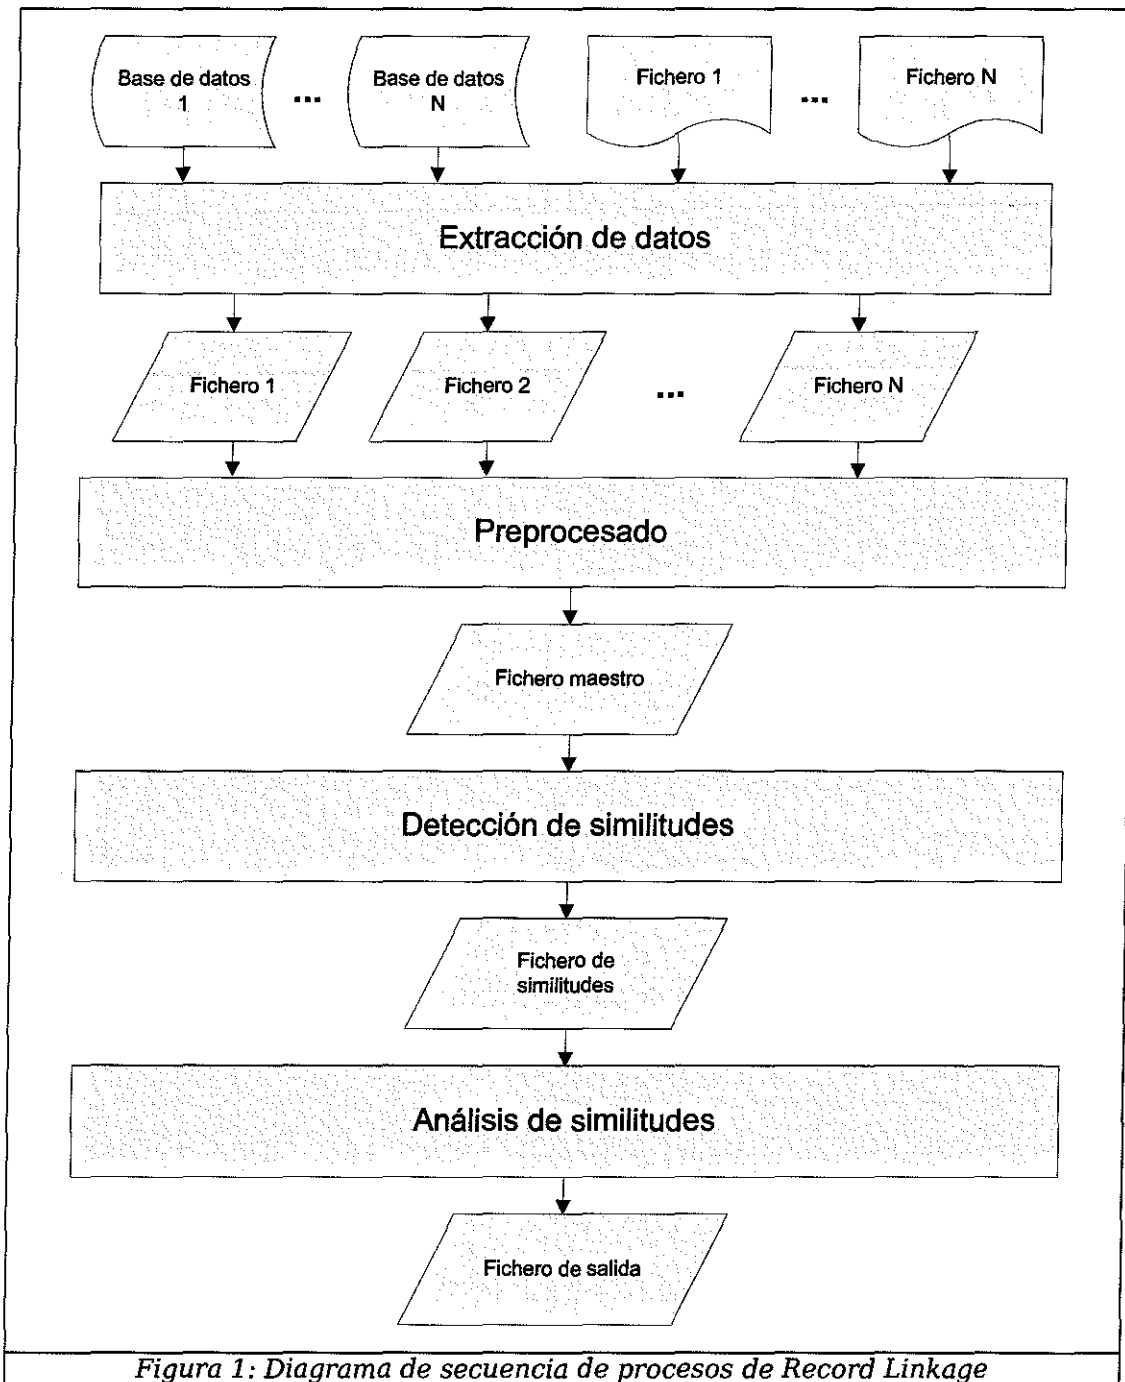 Base de datos
1
...
Base de datos
N
Fichero 1
...
Fichero N
Extracción de datos
Fichero 1
Fichero 2
...
Fichero N
Preprocesado
Fichero maestro
Detección de similitudes
Fichero de
similitudes
Análisis de similitudes
Fichero de salida
Figura 1: Diagrama de secuencia de procesos de Record Linkage